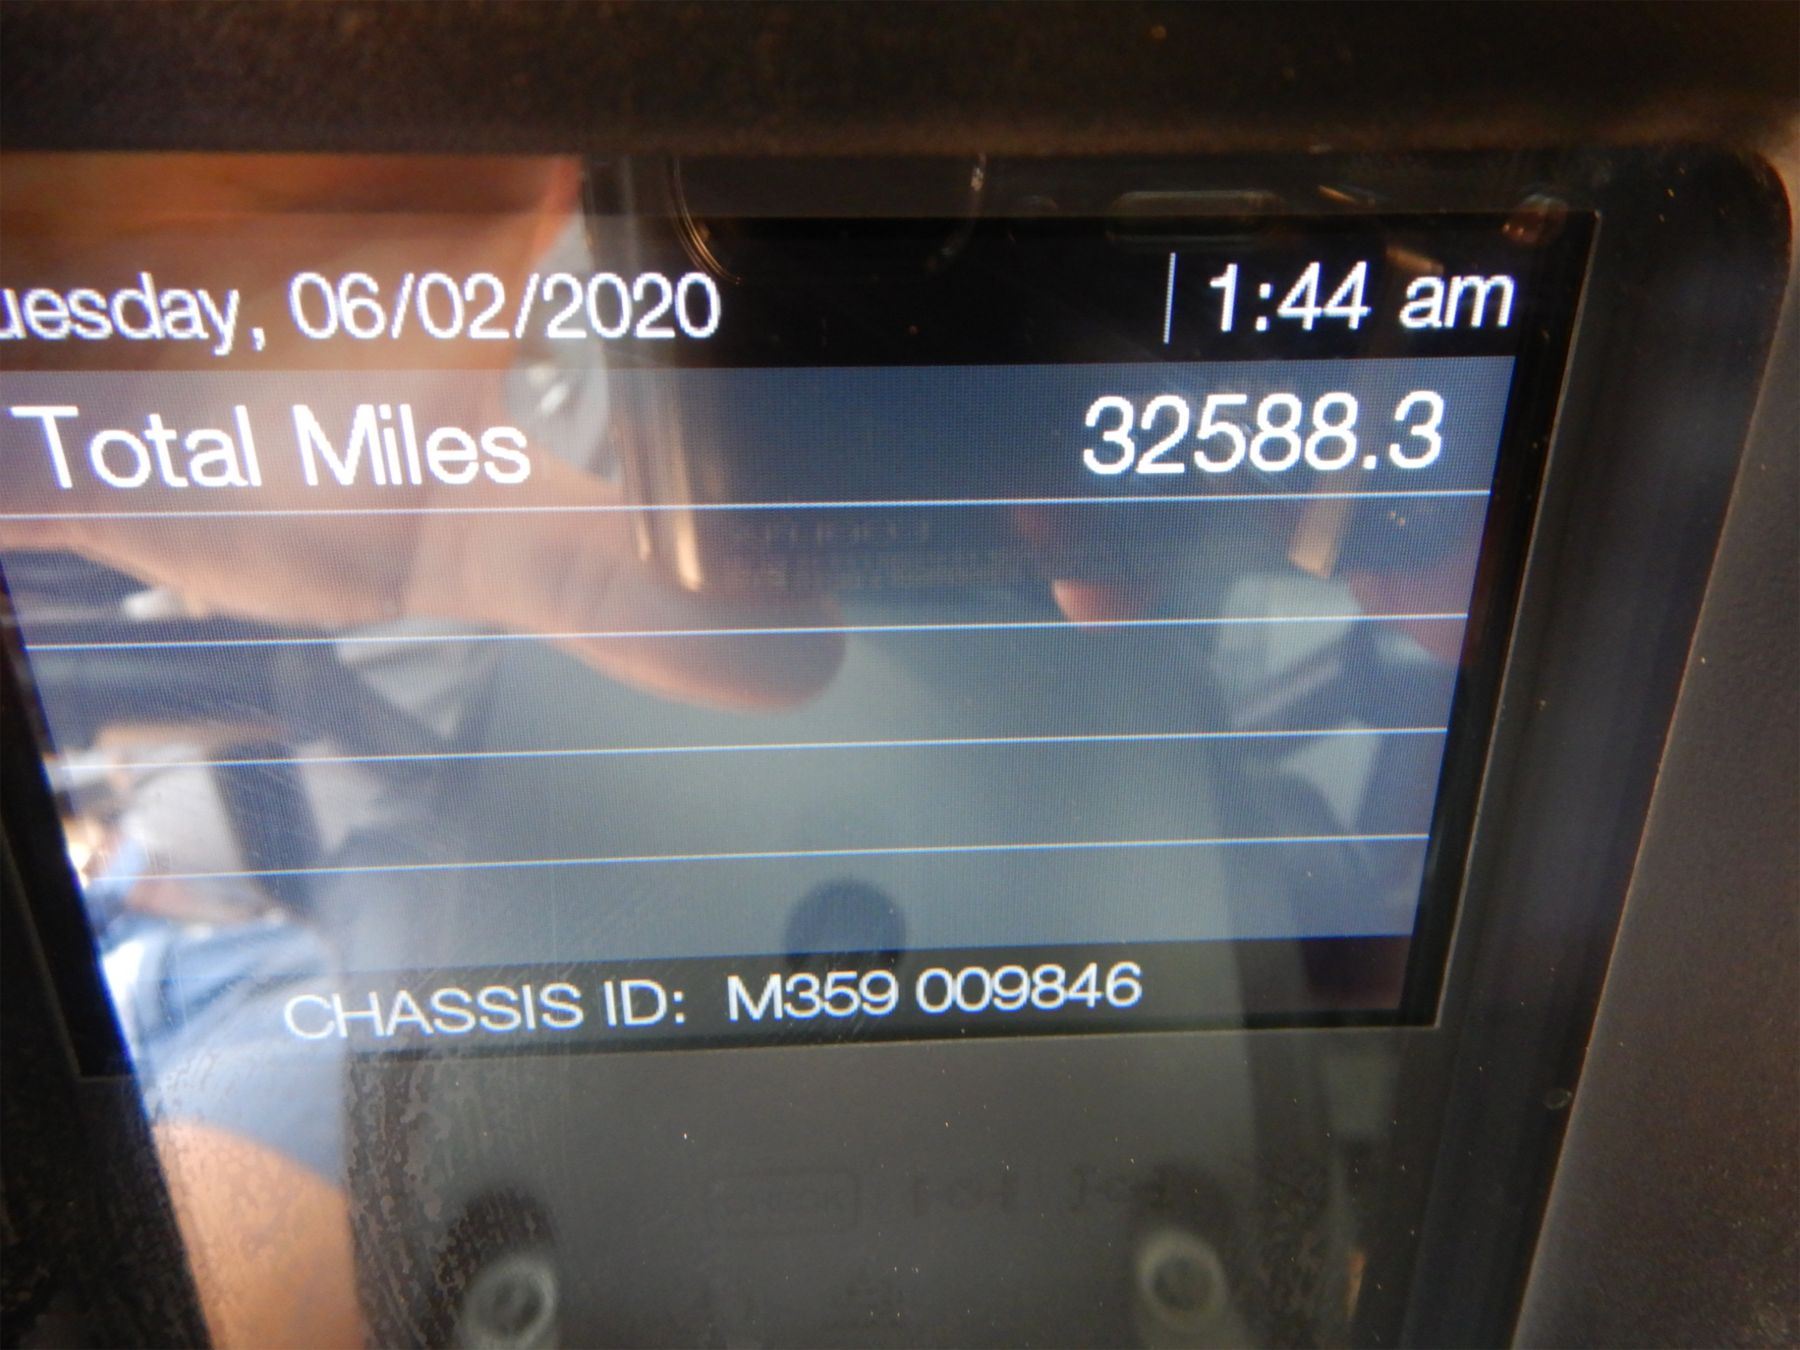 uesday, 06/02/2020 1:44 am
Total Miles 32588.3
CHASSIS ID: M359 009846